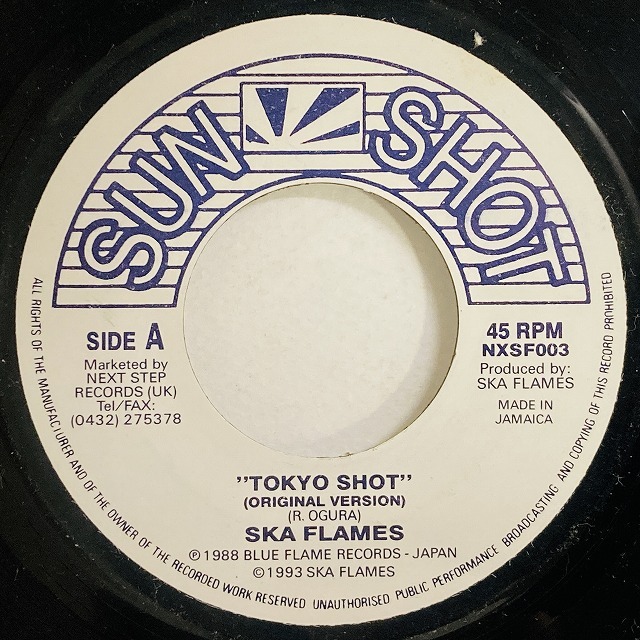 SUN SHOT
SIDE A
Marketed by
NEXT STEP
RECORDS (UK)
Tel/FAX:
(0432) 275378
45 RPM
NXSF003
Produced by:
SKA FLAMES
MADE IN
JAMAICA
"TOKYO SHOT"
(ORIGINAL VERSION)
(R. OGURA)
SKA FLAMES
℗ 1988 BLUE FLAME RECORDS - JAPAN
© 1993 SKA FLAMES
ALL RIGHTS OF THE MANUFACTURER AND OF THE OWNER OF THE RECORDED WORK RESERVED UNAUTHORISED PUBLIC PERFORMANCE BROADCASTING AND COPYING OF THIS RECORD PROHIBITED